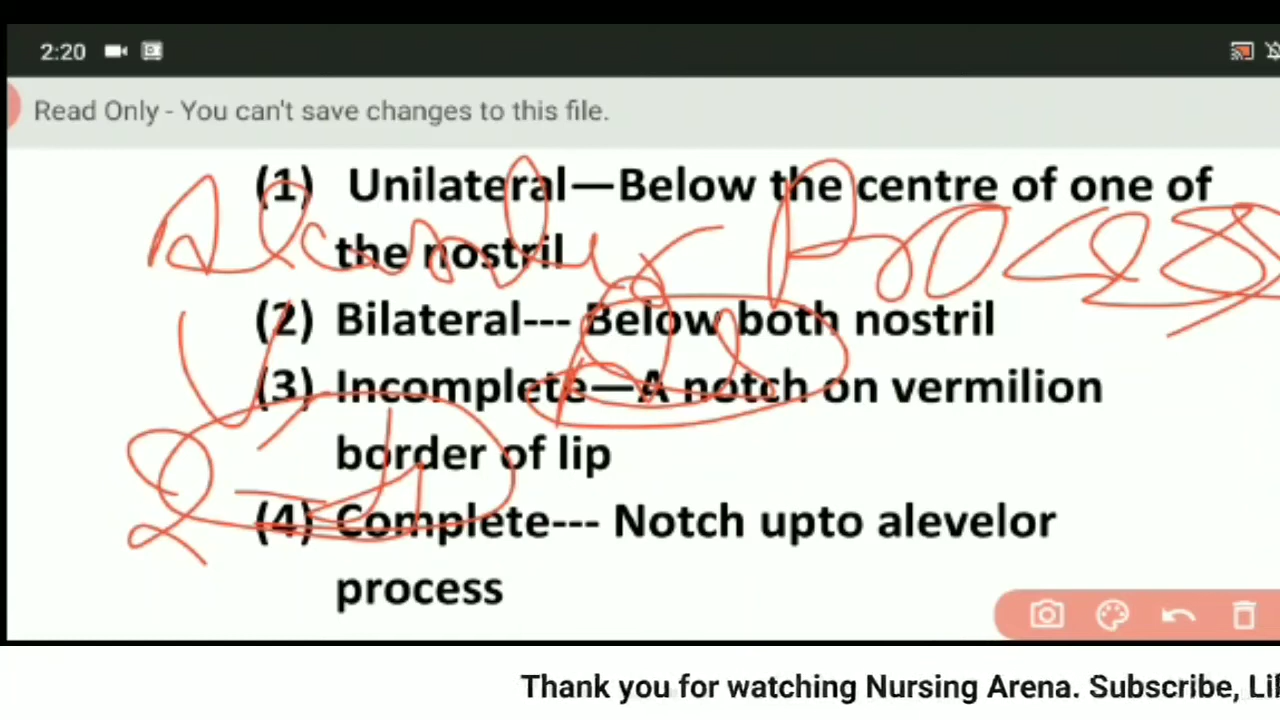 2:20
Read Only - You can't save changes to this file.
(1) Unilateral—Below the centre of one of
the nostril
(2) Bilateral--- Below both nostril
(3) Incomplete—A notch on vermilion
border of lip
(4) Complete--- Notch upto alevelor
process
Process
Thank you for watching Nursing Arena. Subscribe,